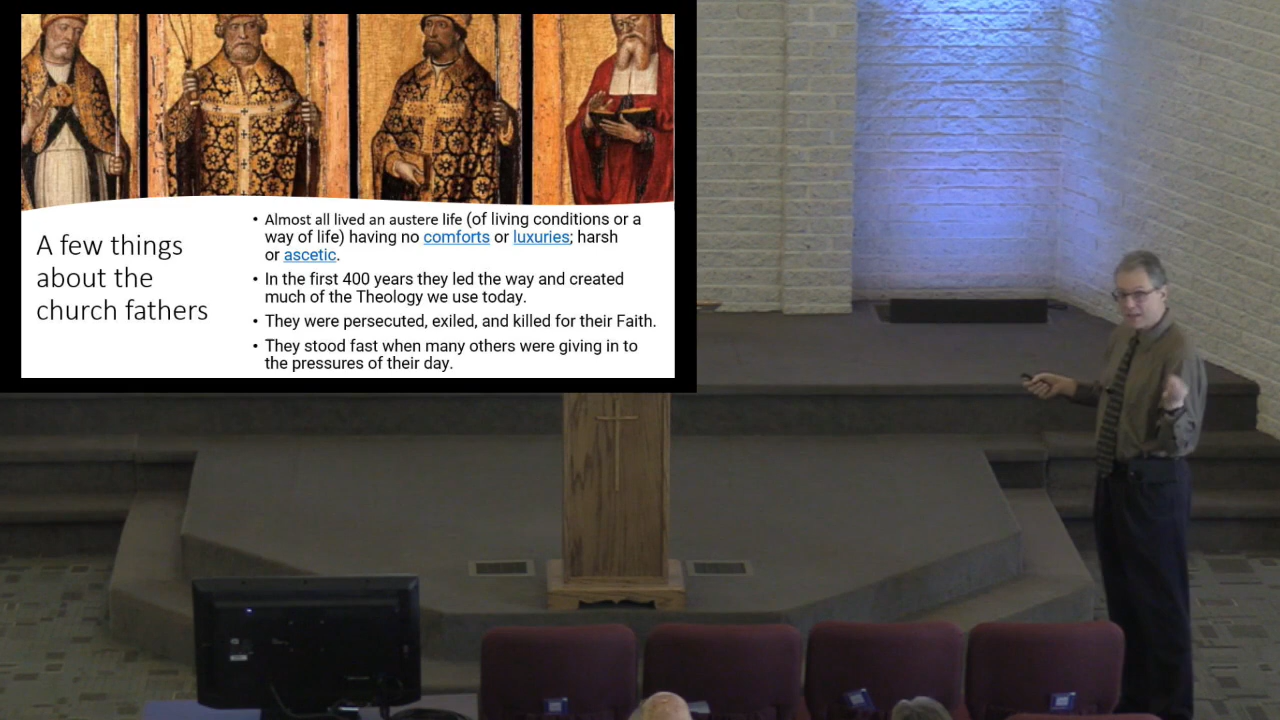 A few things
about the
church fathers
• Almost all lived an austere life (of living conditions or a
way of life) having no comforts or luxuries; harsh
or ascetic.
• In the first 400 years they led the way and created
much of the Theology we use today.
• They were persecuted, exiled, and killed for their Faith.
• They stood fast when many others were giving in to
the pressures of their day.